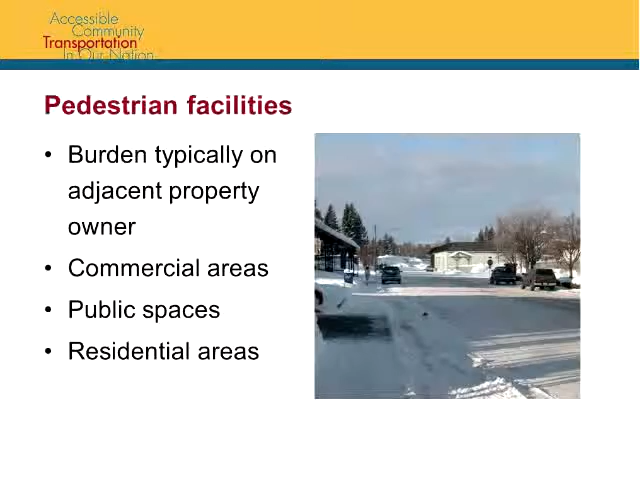 Accessible
Community
Transportation
In Our Nation
Pedestrian facilities
• Burden typically on
adjacent property
owner
• Commercial areas
• Public spaces
• Residential areas